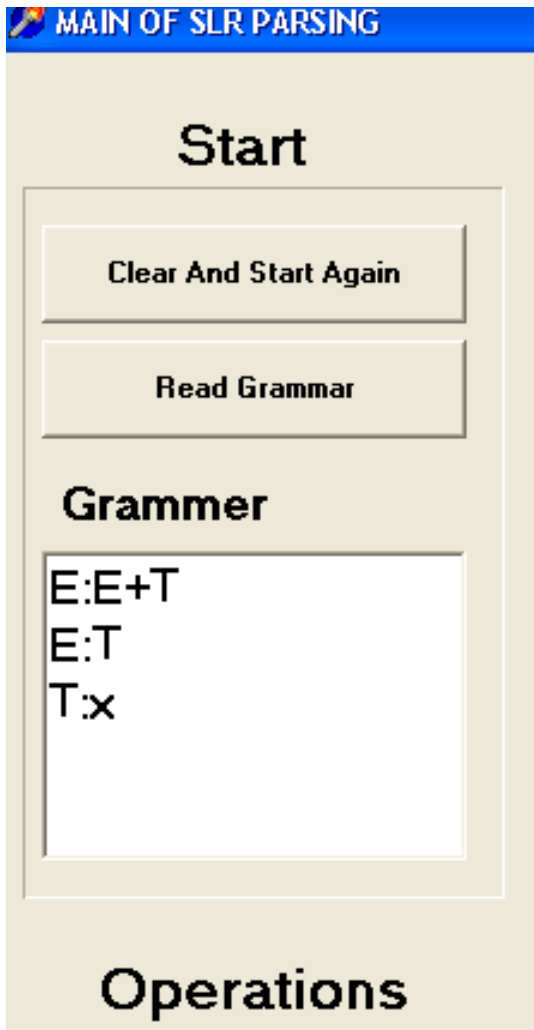 MAIN OF SLR PARSING
Start
Clear And Start Again
Read Grammar
Grammer
E:E+T
E:T
T:x
Operations